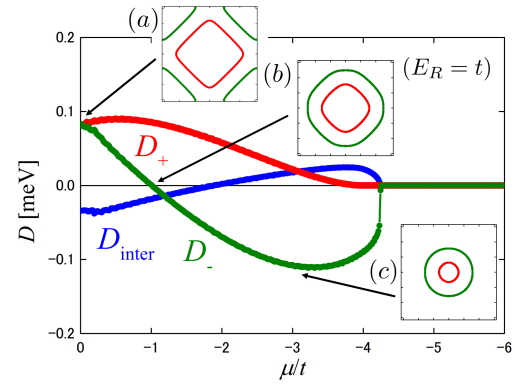 (a)
(b)
(E_R = t)
0.2
0.1
0.0
-0.1
-0.2
D [meV]
D_+
D_inter
D_-
(c)
0 -1 -2 -3 -4 -5 -6
μ/t